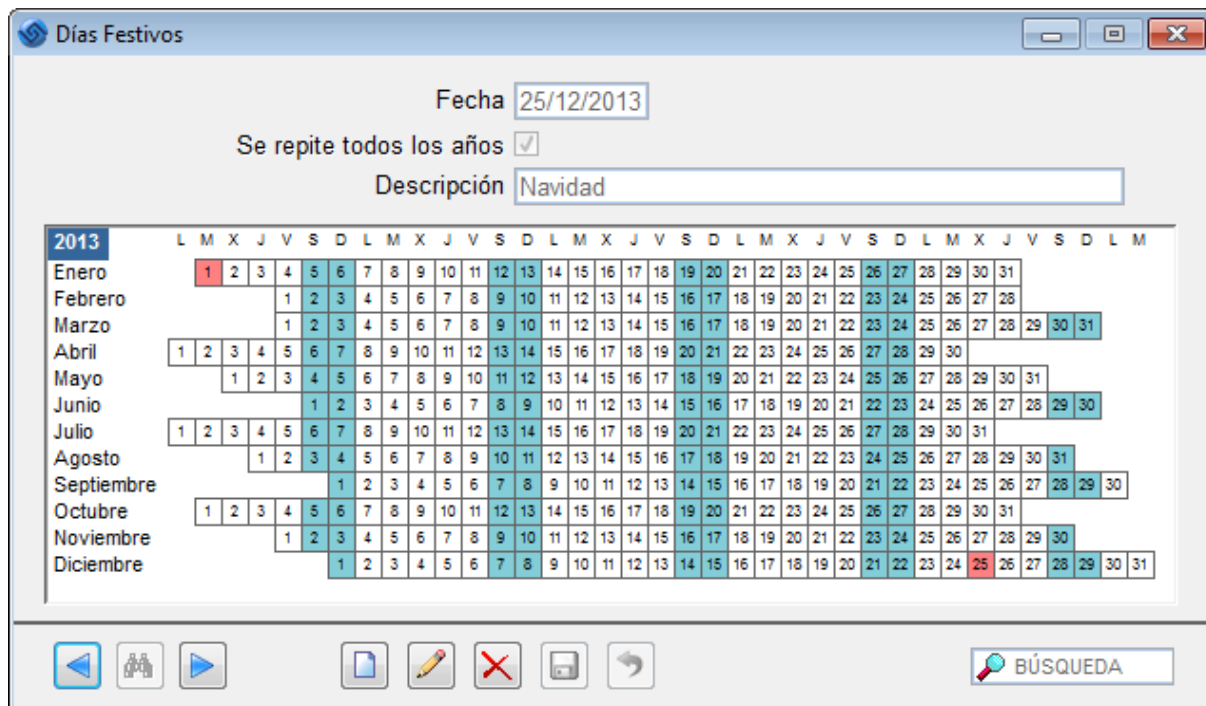 Días Festivos
Fecha 25/12/2013
Se repite todos los años
Descripción Navidad
2013 L M X J V S D L M X J V S D L M X J V S D L M X J V S D L M X J V S D L M
Enero 1 2 3 4 5 6 7 8 9 10 11 12 13 14 15 16 17 18 19 20 21 22 23 24 25 26 27 28 29 30 31
Febrero 1 2 3 4 5 6 7 8 9 10 11 12 13 14 15 16 17 18 19 20 21 22 23 24 25 26 27 28
Marzo 1 2 3 4 5 6 7 8 9 10 11 12 13 14 15 16 17 18 19 20 21 22 23 24 25 26 27 28 29 30 31
Abril 1 2 3 4 5 6 7 8 9 10 11 12 13 14 15 16 17 18 19 20 21 22 23 24 25 26 27 28 29 30
Mayo 1 2 3 4 5 6 7 8 9 10 11 12 13 14 15 16 17 18 19 20 21 22 23 24 25 26 27 28 29 30 31
Junio 1 2 3 4 5 6 7 8 9 10 11 12 13 14 15 16 17 18 19 20 21 22 23 24 25 26 27 28 29 30
Julio 1 2 3 4 5 6 7 8 9 10 11 12 13 14 15 16 17 18 19 20 21 22 23 24 25 26 27 28 29 30 31
Agosto 1 2 3 4 5 6 7 8 9 10 11 12 13 14 15 16 17 18 19 20 21 22 23 24 25 26 27 28 29 30 31
Septiembre 1 2 3 4 5 6 7 8 9 10 11 12 13 14 15 16 17 18 19 20 21 22 23 24 25 26 27 28 29 30
Octubre 1 2 3 4 5 6 7 8 9 10 11 12 13 14 15 16 17 18 19 20 21 22 23 24 25 26 27 28 29 30 31
Noviembre 1 2 3 4 5 6 7 8 9 10 11 12 13 14 15 16 17 18 19 20 21 22 23 24 25 26 27 28 29 30
Diciembre 1 2 3 4 5 6 7 8 9 10 11 12 13 14 15 16 17 18 19 20 21 22 23 24 25 26 27 28 29 30 31
BÚSQUEDA